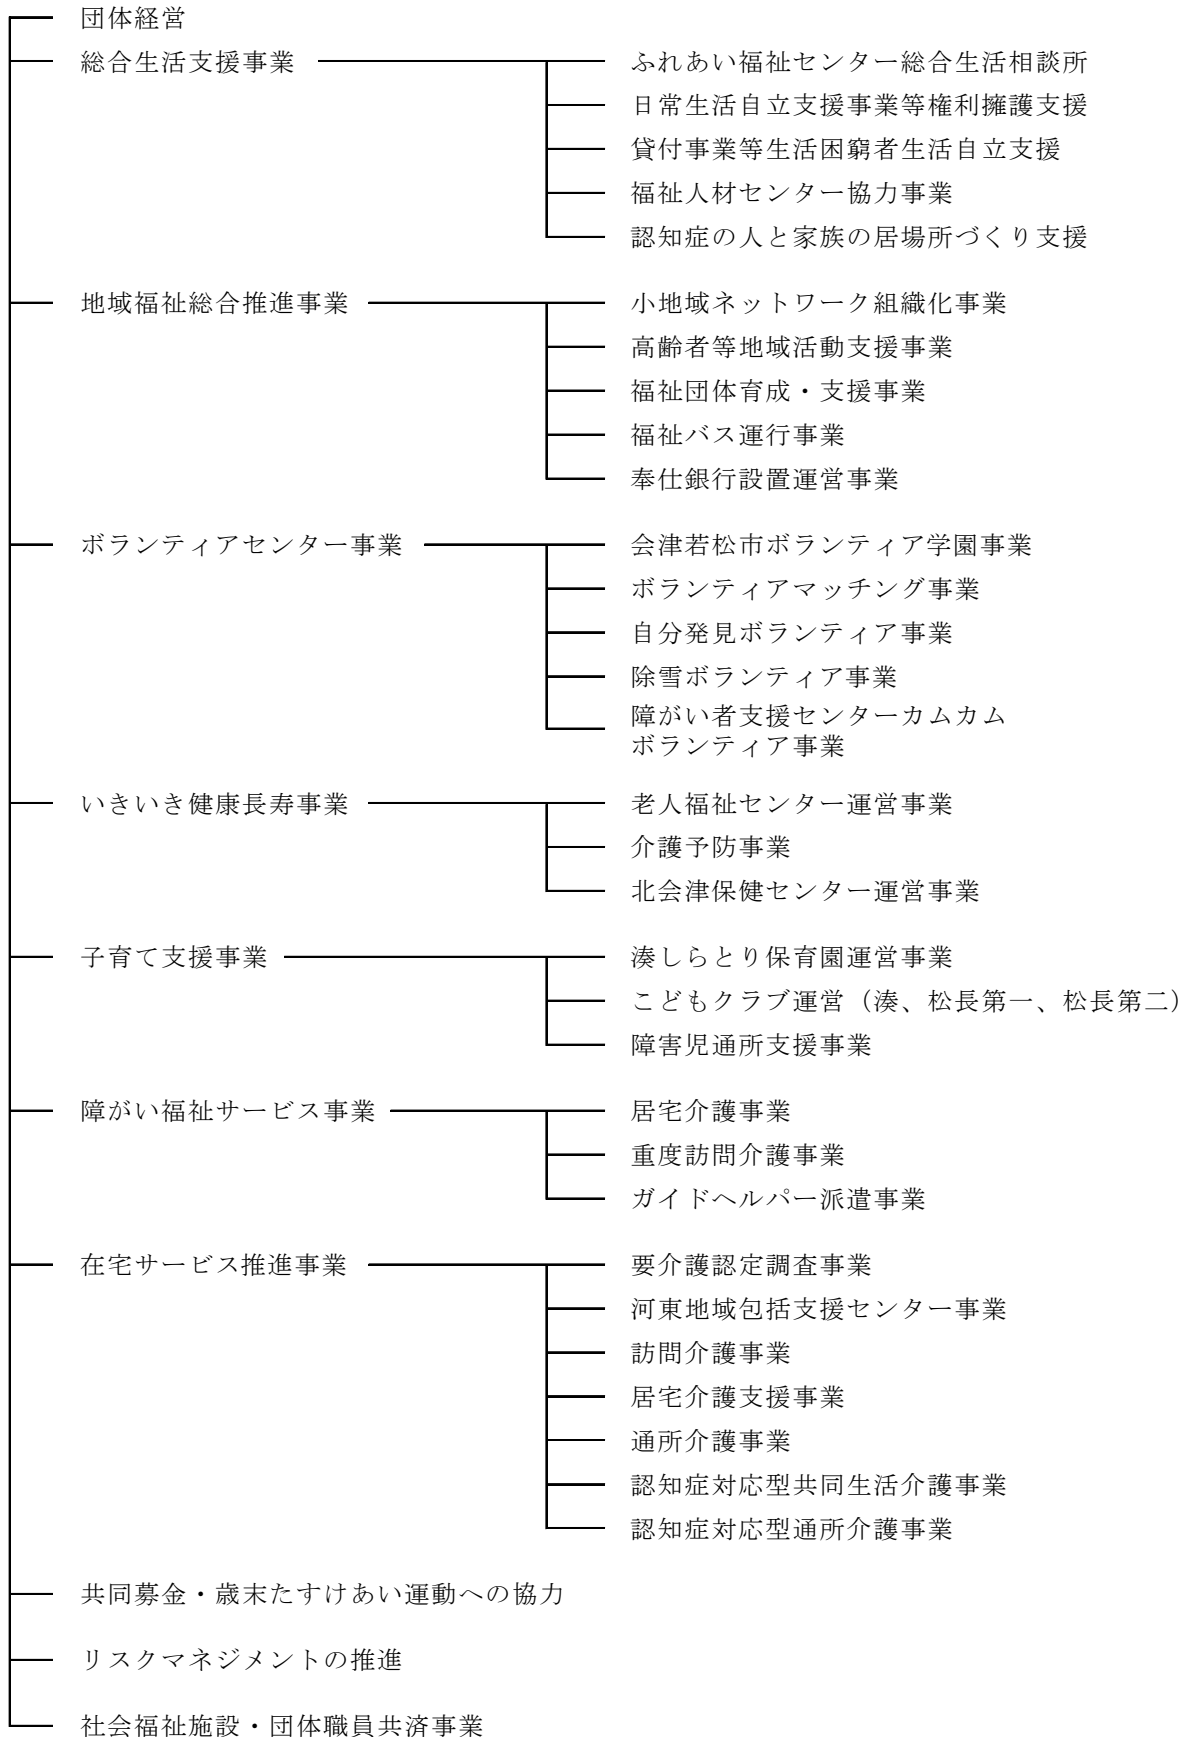 団体経営
総合生活支援事業
ふれあい福祉センター総合生活相談所
日常生活自立支援事業等権利擁護支援
貸付事業等生活困窮者生活自立支援
福祉人材センター協力事業
認知症の人と家族の居場所づくり支援
地域福祉総合推進事業
小地域ネットワーク組織化事業
高齢者等地域活動支援事業
福祉団体育成・支援事業
福祉バス運行事業
奉仕銀行設置運営事業
ボランティアセンター事業
会津若松市ボランティア学園事業
ボランティアマッチング事業
自分発見ボランティア事業
除雪ボランティア事業
障がい者支援センターカムカム
ボランティア事業
いきいき健康長寿事業
老人福祉センター運営事業
介護予防事業
北会津保健センター運営事業
子育て支援事業
湊しらとり保育園運営事業
こどもクラブ運営（湊、松長第一、松長第二）
障害児通所支援事業
障がい福祉サービス事業
居宅介護事業
重度訪問介護事業
ガイドヘルパー派遣事業
在宅サービス推進事業
要介護認定調査事業
河東地域包括支援センター事業
訪問介護事業
居宅介護支援事業
通所介護事業
認知症対応型共同生活介護事業
認知症対応型通所介護事業
共同募金・歳末たすけあい運動への協力
リスクマネジメントの推進
社会福祉施設・団体職員共済事業